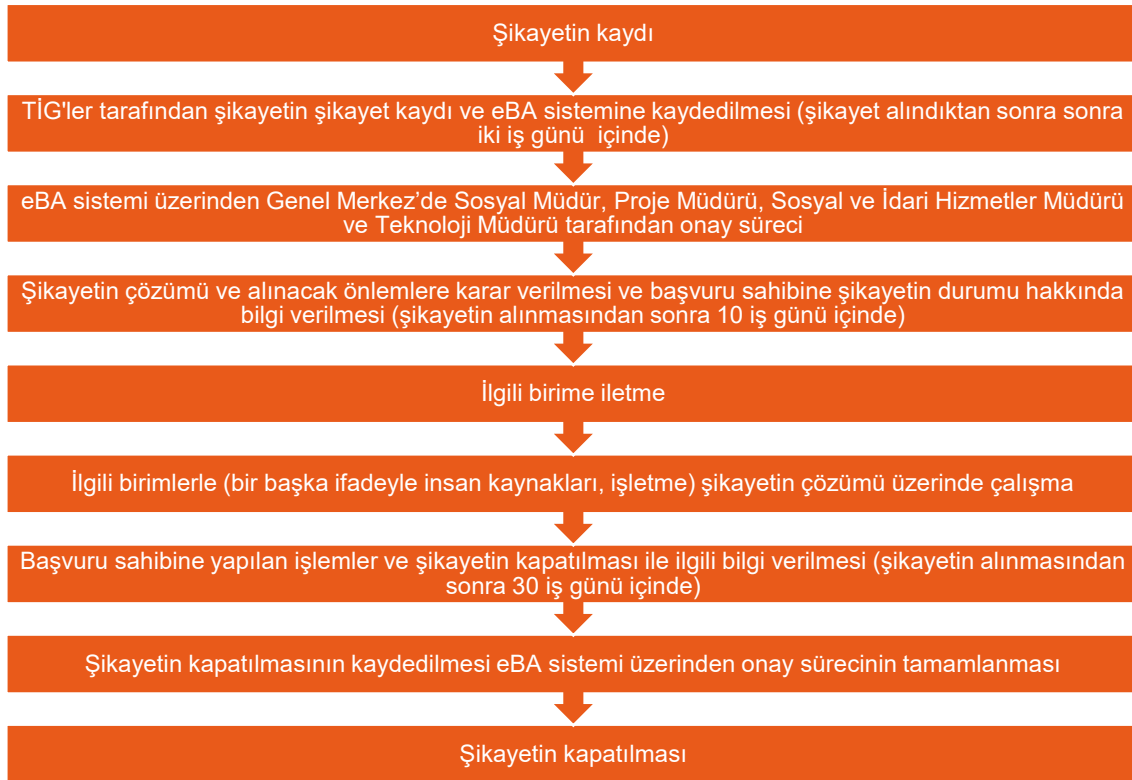 Şikayetin kaydı
TİG'ler tarafından şikayetin şikayet kaydı ve eBA sistemine kaydedilmesi (şikayet alındıktan sonra sonra
iki iş günü içinde)
eBA sistemi üzerinden Genel Merkez’de Sosyal Müdür, Proje Müdürü, Sosyal ve İdari Hizmetler Müdürü
ve Teknoloji Müdürü tarafından onay süreci
Şikayetin çözümü ve alınacak önlemlere karar verilmesi ve başvuru sahibine şikayetin durumu hakkında
bilgi verilmesi (şikayetin alınmasından sonra 10 iş günü içinde)
İlgili birime iletme
İlgili birimlerle (bir başka ifadeyle insan kaynakları, işletme) şikayetin çözümü üzerinde çalışma
Başvuru sahibine yapılan işlemler ve şikayetin kapatılması ile ilgili bilgi verilmesi (şikayetin alınmasından
sonra 30 iş günü içinde)
Şikayetin kapatılmasının kaydedilmesi eBA sistemi üzerinden onay sürecinin tamamlanması
Şikayetin kapatılması